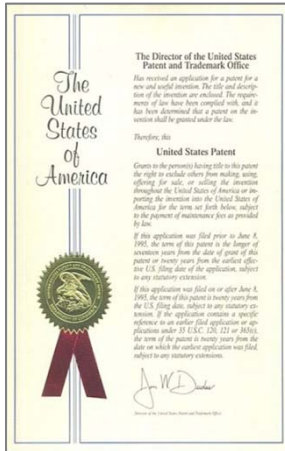 The
United
States
of
America
The Director of the United States
Patent and Trademark Office
Has received an application for a patent for a
new and useful invention. The title and descrip-
tion of the invention are enclosed. The require-
ments of law have been complied with, and it
has been determined that a patent on the in-
vention shall be granted under the law.
Therefore, this
United States Patent
Grants to the person(s) having title to this patent
the right to exclude others from making, using,
offering for sale, or selling the invention
throughout the United States of America or im-
porting the invention into the United States of
America for the term set forth below, subject
to the payment of maintenance fees as provided
by law.
If this application was filed prior to June 8,
1995, the term of this patent is the longer of
seventeen years from the date of grant of this
patent or twenty years from the earliest effec-
tive U.S. filing date of the application, subject
to any statutory extension.
If this application was filed on or after June 8,
1995, the term of this patent is twenty years from
the U.S. filing date, subject to any statutory ex-
tension. If the application contains a specific
reference to an earlier filed application or ap-
plications under 35 U.S.C. 120, 121 or 365(c),
the term of the patent is twenty years from the
date on which the earliest application was filed,
subject to any statutory extensions.
Jon W. Dudas
Director of the United States Patent and Trademark Office